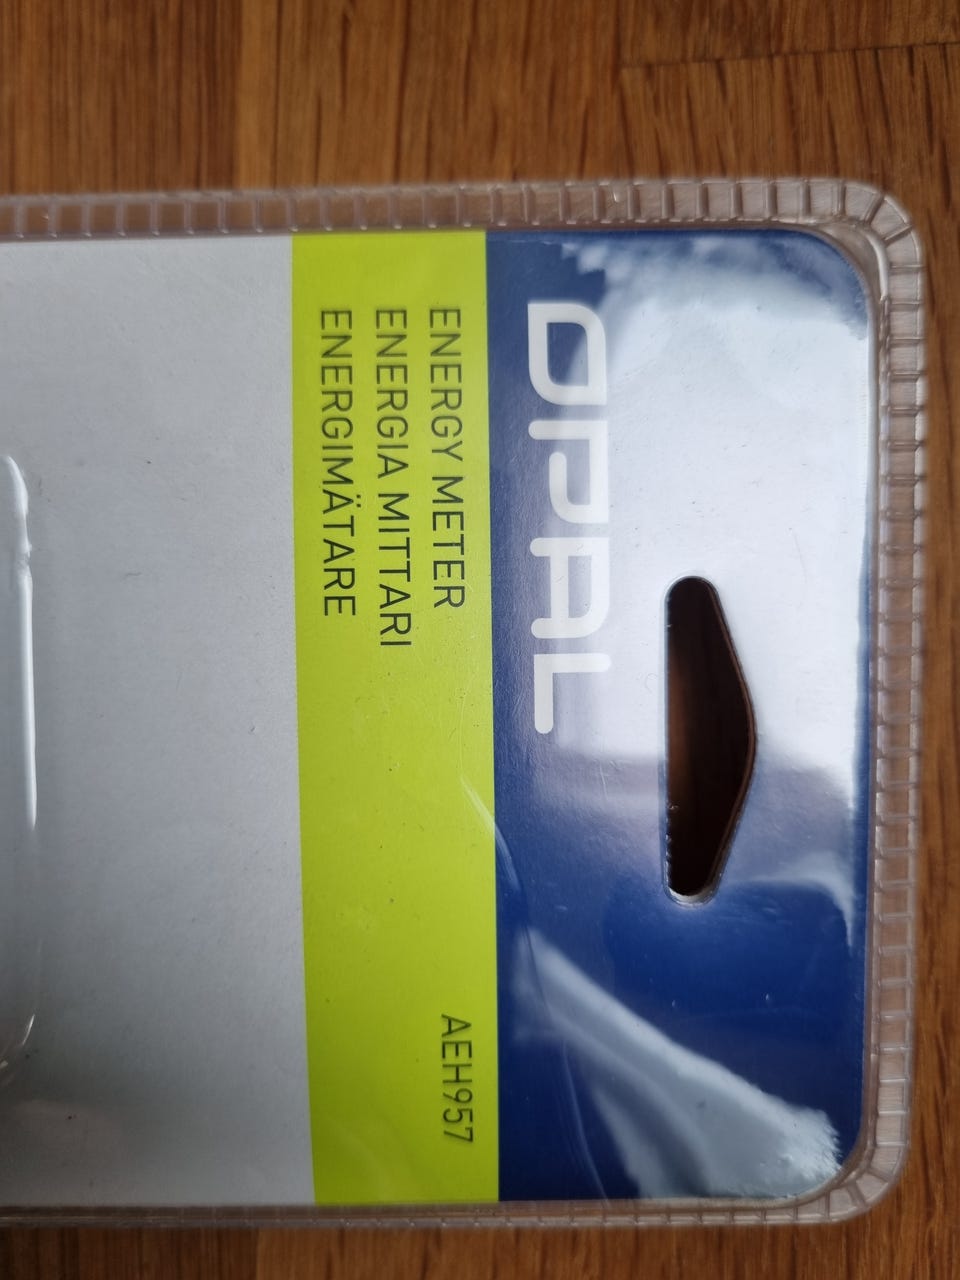 OPAL
ENERGY METER
ENERGIA MITTARI
ENERGIMÄTARE
AEH957